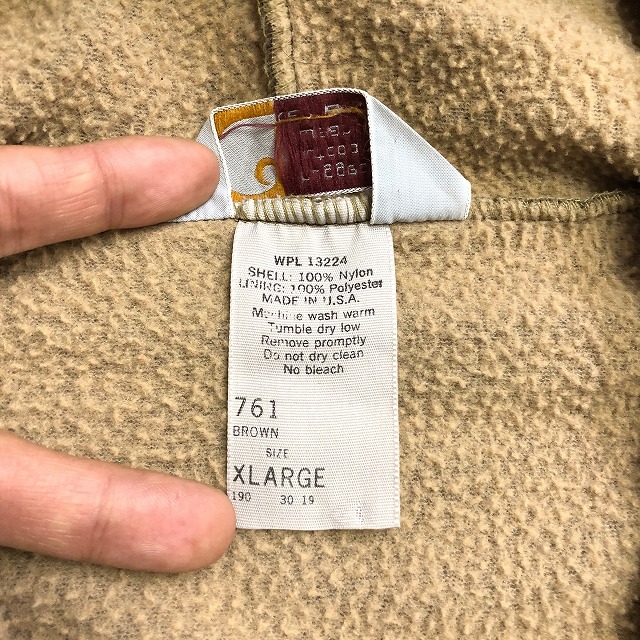 WPL 13224
SHELL: 100% Nylon
LINING: 100% Polyester
MADE IN U.S.A.
Machine wash warm
Tumble dry low
Remove promptly
Do not dry clean
No bleach
761
BROWN
SIZE
XLARGE
190 30 19